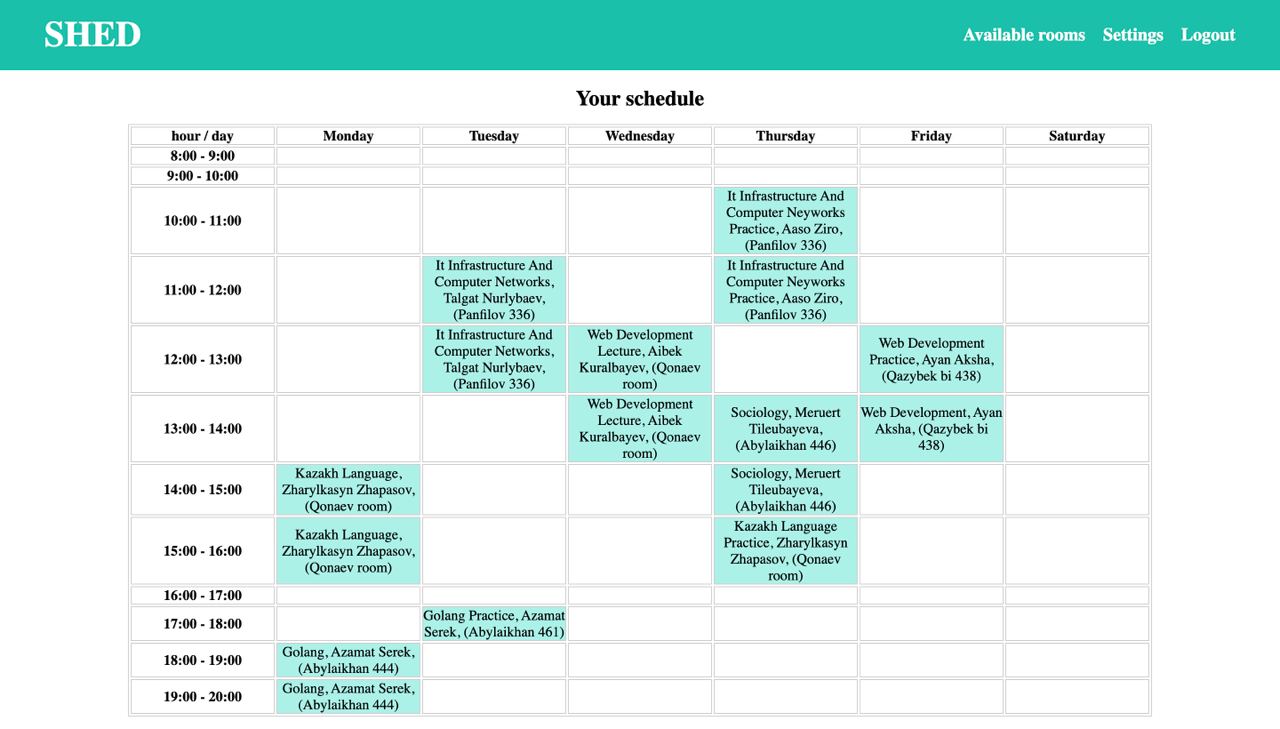 SHED
Available rooms Settings Logout
Your schedule
hour / day Monday Tuesday Wednesday Thursday Friday Saturday
8:00 - 9:00
9:00 - 10:00
10:00 - 11:00
It Infrastructure And
Computer Neyworks
Practice, Aaso Ziro,
(Panfilov 336)
11:00 - 12:00
It Infrastructure And
Computer Networks,
Talgat Nurlybaev,
(Panfilov 336)
It Infrastructure And
Computer Neyworks
Practice, Aaso Ziro,
(Panfilov 336)
12:00 - 13:00
It Infrastructure And
Computer Networks,
Talgat Nurlybaev,
(Panfilov 336)
Web Development
Lecture, Aibek
Kuralbayev, (Qonaev
room)
Web Development
Practice, Ayan Aksha,
(Qazybek bi 438)
13:00 - 14:00
Web Development
Lecture, Aibek
Kuralbayev, (Qonaev
room)
Sociology, Meruert
Tileubayeva,
(Abylaikhan 446)
Web Development, Ayan
Aksha, (Qazybek bi
438)
14:00 - 15:00
Kazakh Language,
Zharylkasyn Zhapasov,
(Qonaev room)
Sociology, Meruert
Tileubayeva,
(Abylaikhan 446)
15:00 - 16:00
Kazakh Language,
Zharylkasyn Zhapasov,
(Qonaev room)
Kazakh Language
Practice, Zharylkasyn
Zhapasov, (Qonaev
room)
16:00 - 17:00
17:00 - 18:00
Golang Practice, Azamat
Serek, (Abylaikhan 461)
18:00 - 19:00
Golang, Azamat Serek,
(Abylaikhan 444)
19:00 - 20:00
Golang, Azamat Serek,
(Abylaikhan 444)